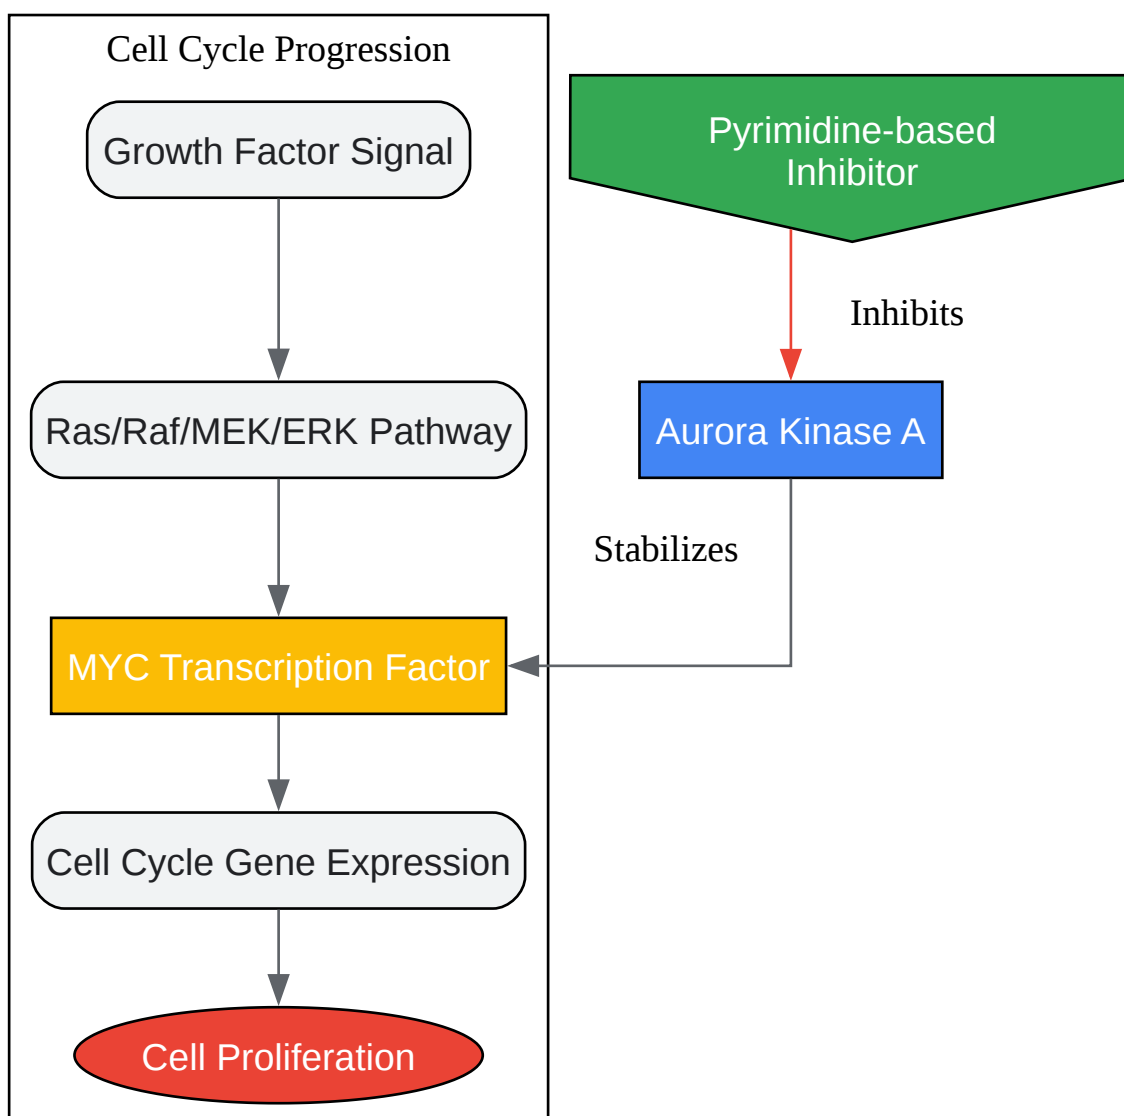 Cell Cycle Progression
Growth Factor Signal
Pyrimidine-based
Inhibitor
Inhibits
Ras/Raf/MEK/ERK Pathway
Aurora Kinase A
Stabilizes
MYC Transcription Factor
Cell Cycle Gene Expression
Cell Proliferation